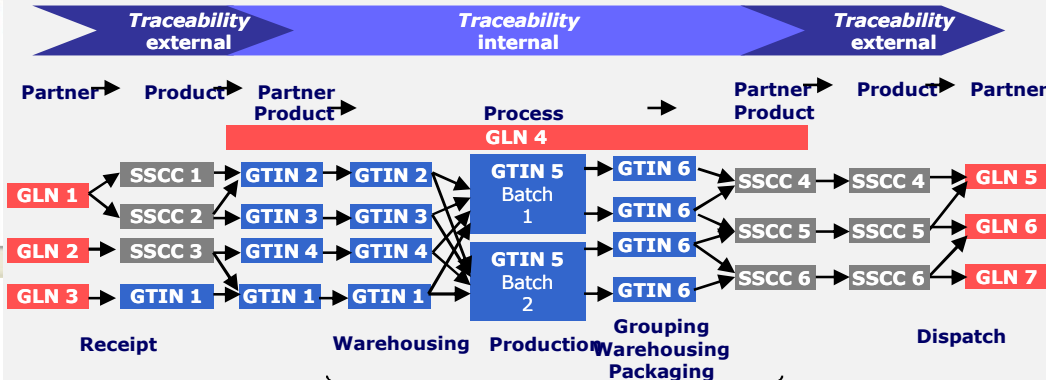 Traceability
external
Traceability
internal
Traceability
external
Partner
Product
Partner
Product
Process
Partner
Product
Product
Partner
GLN 4
GLN 1
GLN 2
GLN 3
SSCC 1
SSCC 2
SSCC 3
GTIN 1
GTIN 2
GTIN 3
GTIN 4
GTIN 1
GTIN 2
GTIN 3
GTIN 4
GTIN 1
GTIN 5
Batch
1
GTIN 5
Batch
2
GTIN 6
GTIN 6
GTIN 6
GTIN 6
SSCC 4
SSCC 5
SSCC 6
SSCC 4
SSCC 5
SSCC 6
GLN 5
GLN 6
GLN 7
Receipt
Warehousing
Production
Grouping
Warehousing
Packaging
Dispatch